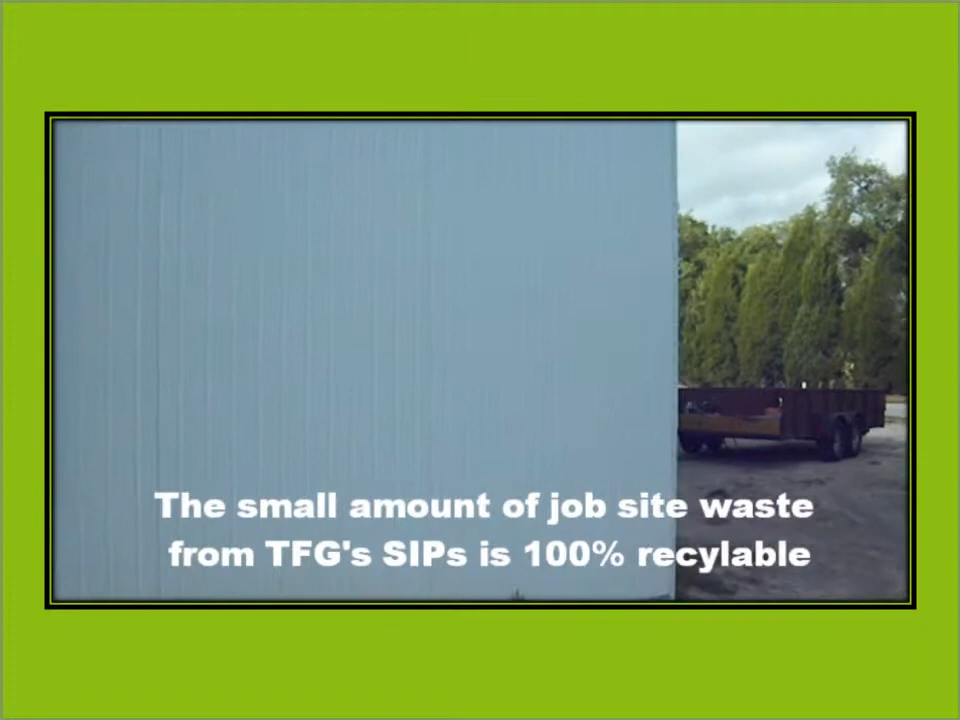 The small amount of job site waste
from TFG's SIPs is 100% recylable